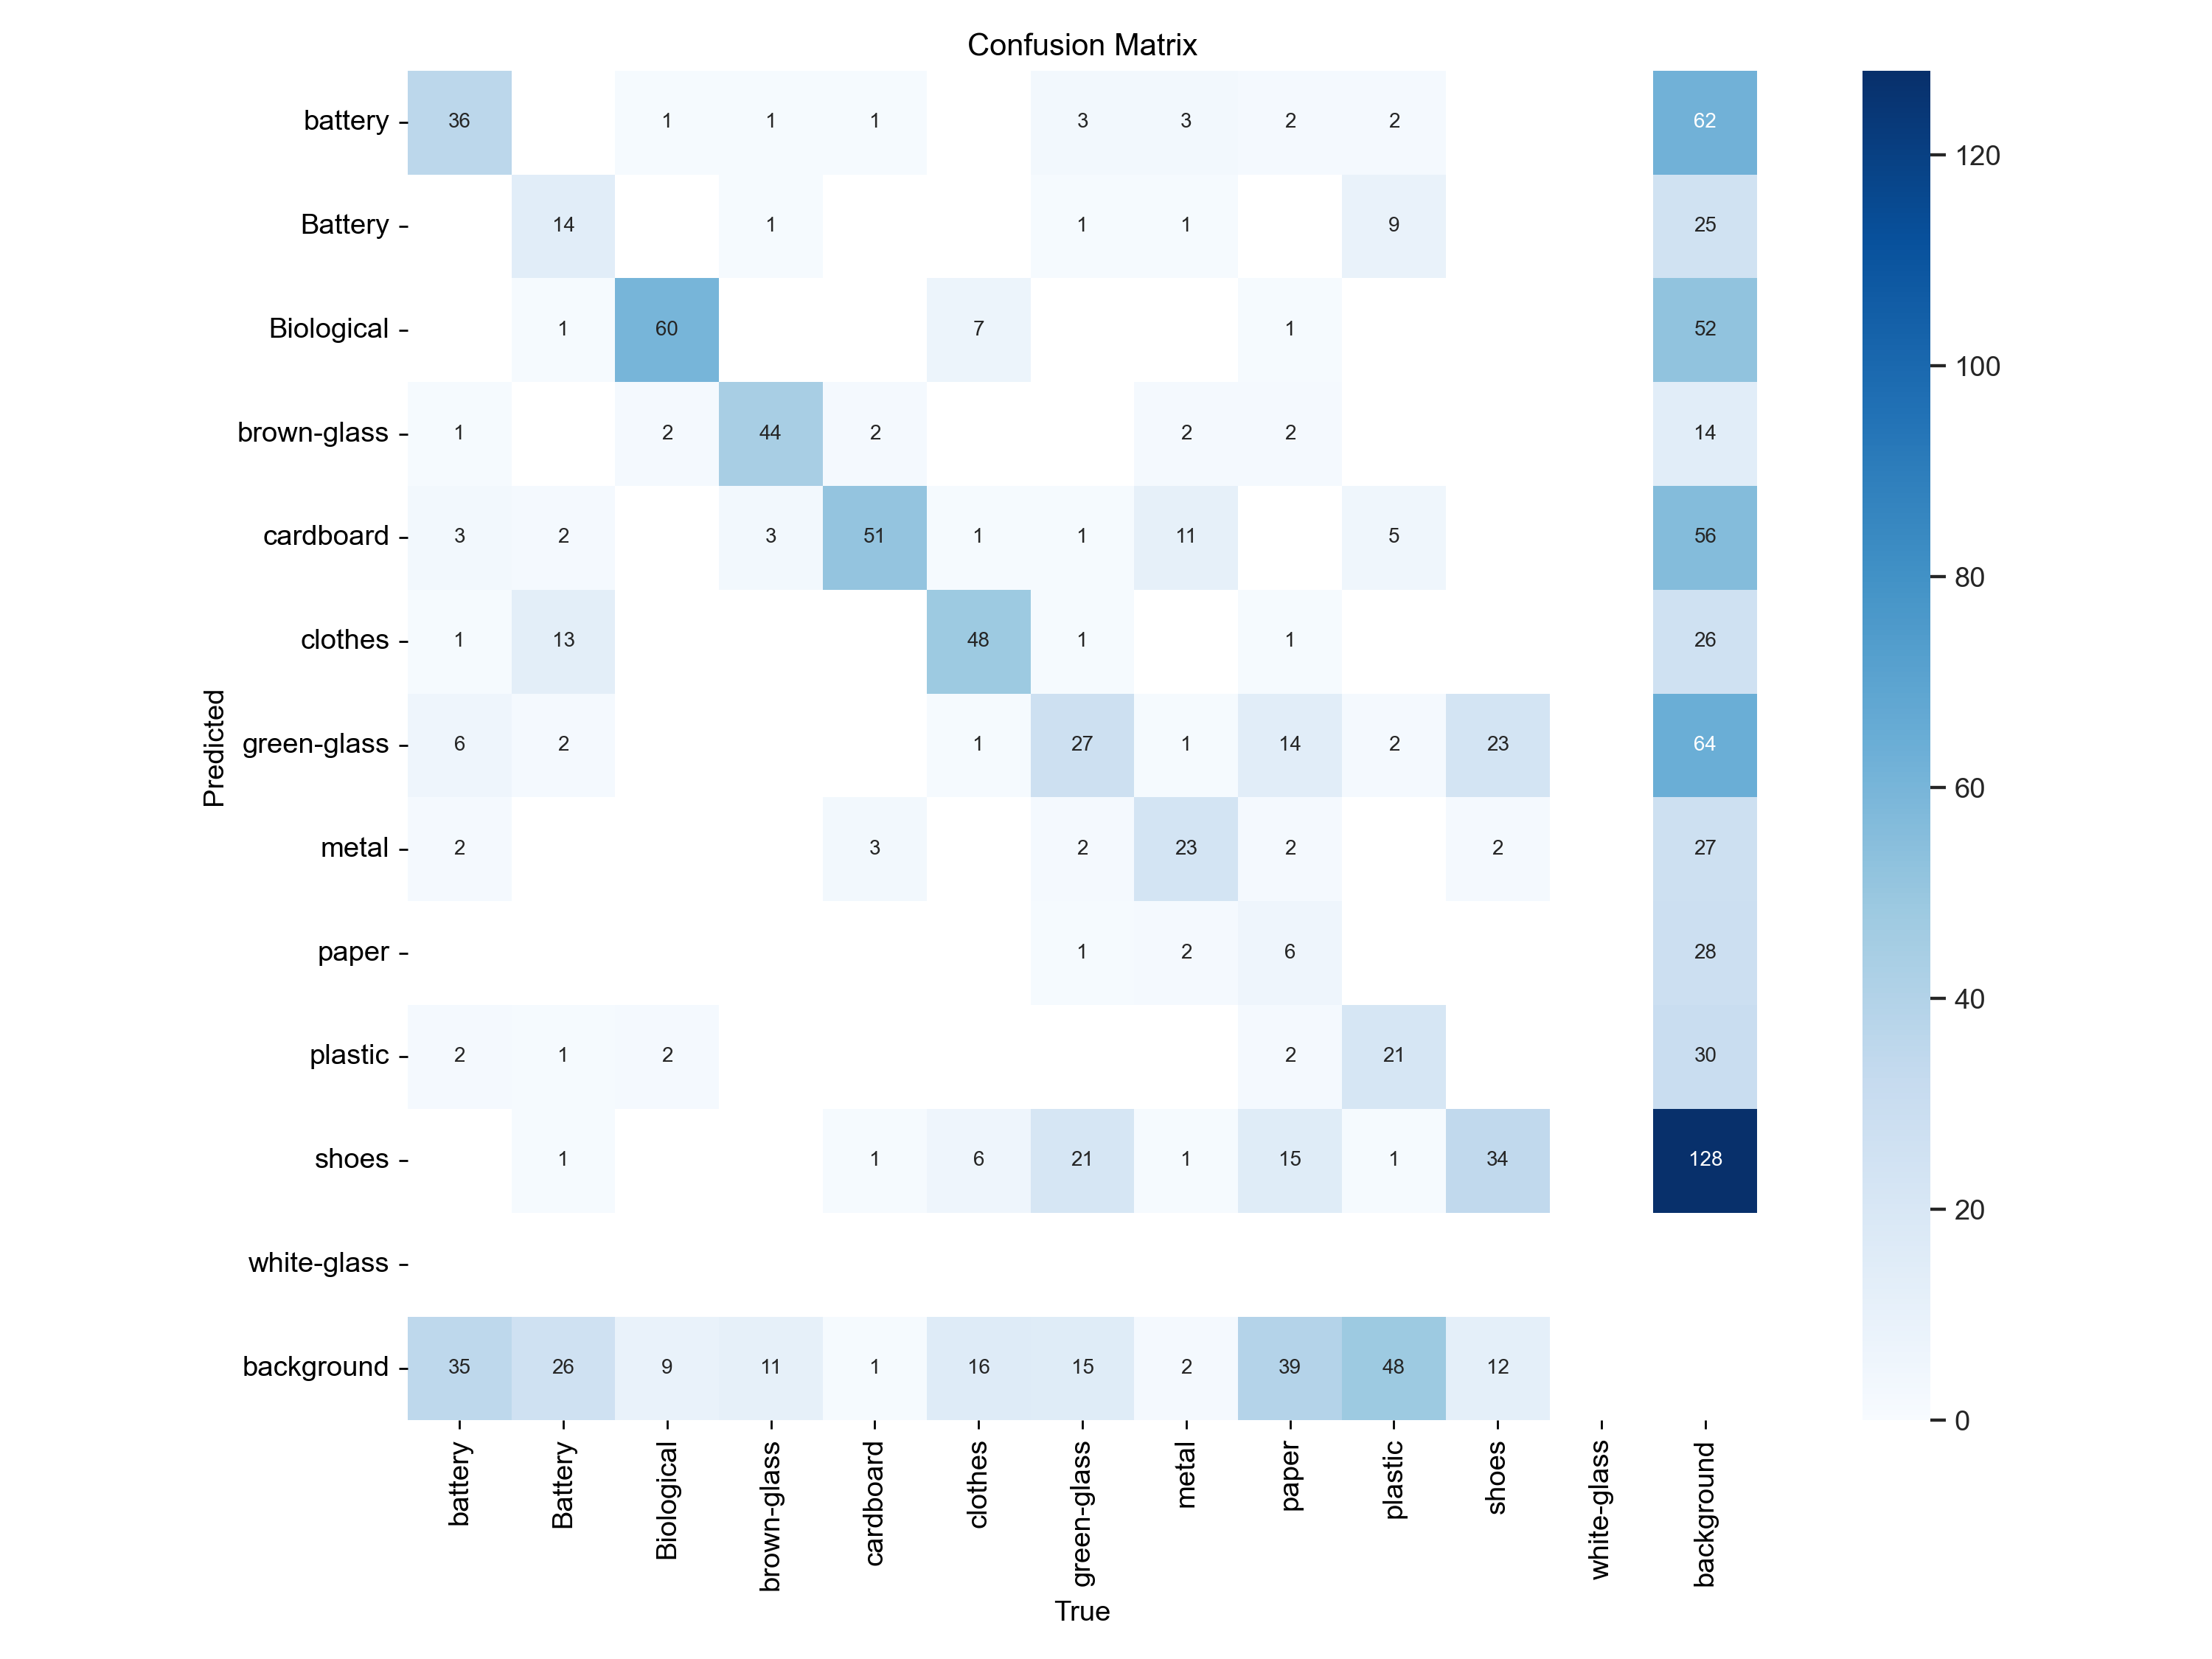 Confusion Matrix
battery 36 1 1 1 3 3 2 2 62
Battery 14 1 1 1 9 25
Biological 1 60 7 1 52
brown-glass 1 2 44 2 2 2 14
cardboard 3 2 3 51 1 1 11 5 56
clothes 1 13 48 1 1 26
green-glass 6 2 1 27 1 14 2 23 64
metal 2 3 2 23 2 2 27
paper 1 2 6 28
plastic 2 1 2 2 21 30
shoes 1 1 6 21 1 15 1 34 128
white-glass
background 35 26 9 11 1 16 15 2 39 48 12
Predicted
battery Battery Biological brown-glass cardboard clothes green-glass metal paper plastic shoes white-glass background
True
120
100
80
60
40
20
0